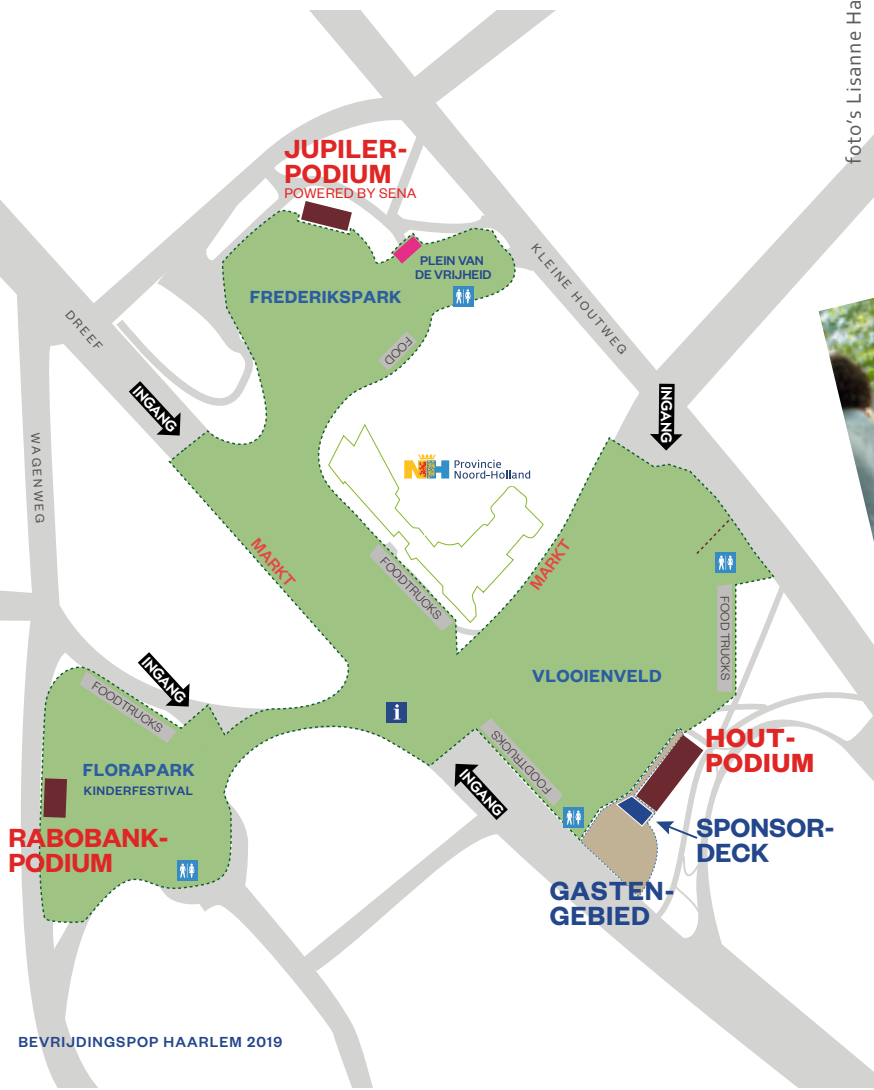 foto's Lisanne Ha
JUPILER-
PODIUM
POWERED BY SENA
PLEIN VAN
DE VRIJHEID
FREDERIKSPARK
KLEINE HOUTWEG
DREEF
FOOD
INGANG
INGANG
WAGENWEG
NH Provincie
Noord-Holland
MARKT
MARKT
FOODTRUCKS
FOOD TRUCKS
INGANG
VLOOIENVELD
FOODTRUCKS
i
FOODTRUCKS
HOUT-
PODIUM
FLORAPARK
KINDERFESTIVAL
INGANG
RABOBANK-
PODIUM
SPONSOR-
DECK
GASTEN-
GEBIED
BEVRIJDINGSPOP HAARLEM 2019